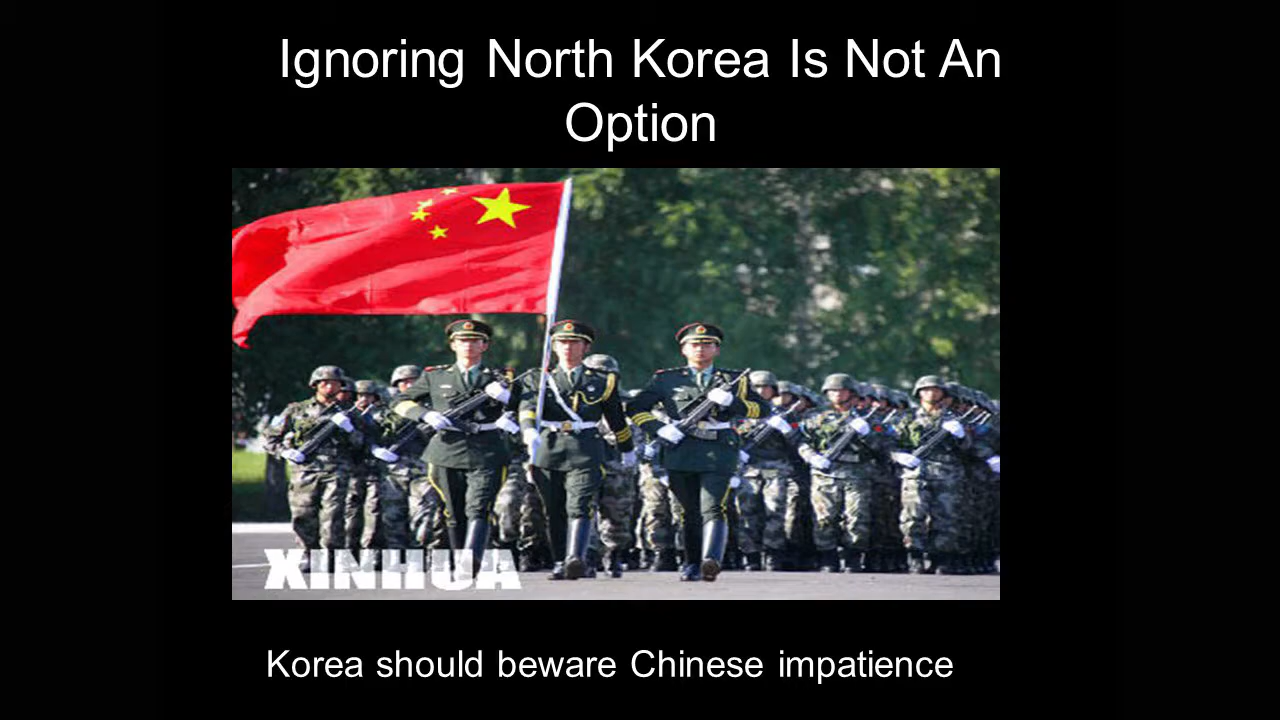 Ignoring North Korea Is Not An
Option
XINHUA
Korea should beware Chinese impatience